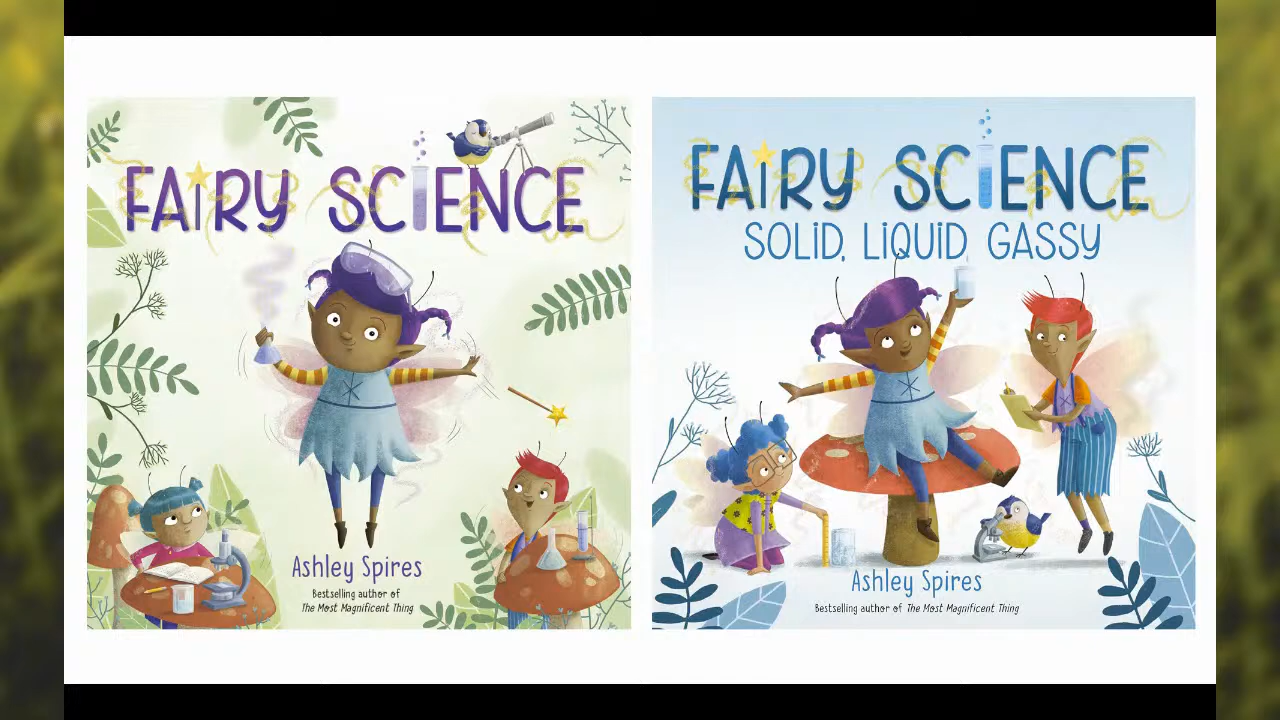 FAIRY SCIENCE
Ashley Spires
Bestselling author of
The Most Magnificent Thing
FAIRY SCIENCE
SOLID, LIQUID GASSY
Ashley Spires
Bestselling author of The Most Magnificent Thing